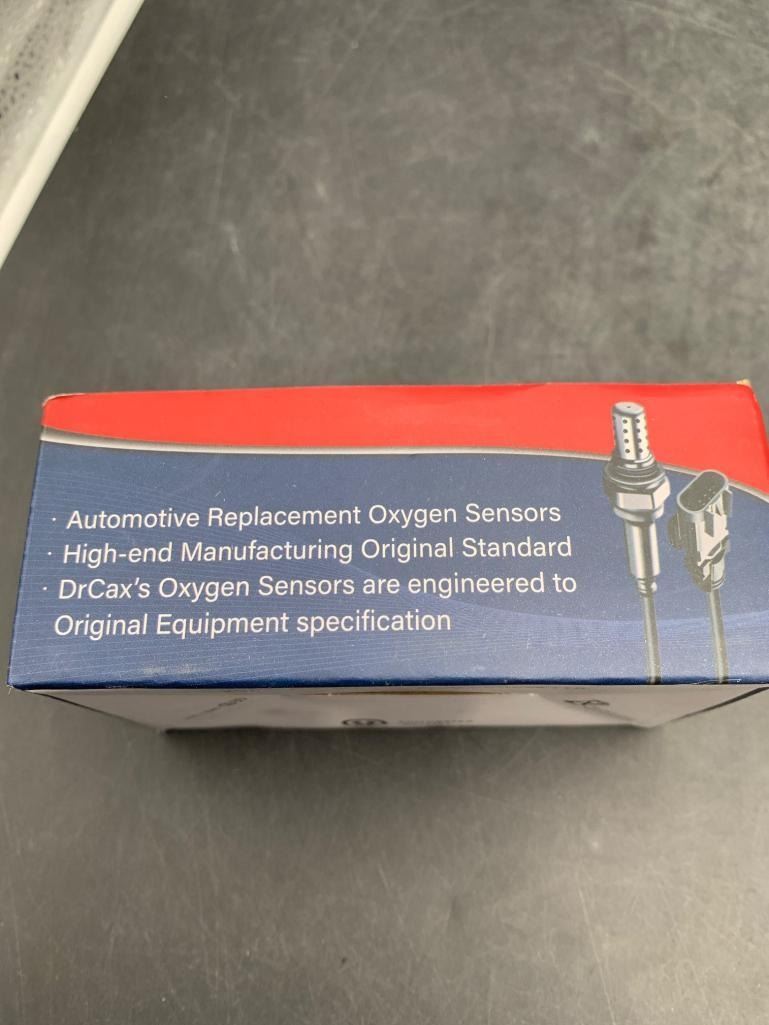 · Automotive Replacement Oxygen Sensors
· High-end Manufacturing Original Standard
· DrCax's Oxygen Sensors are engineered to
Original Equipment specification